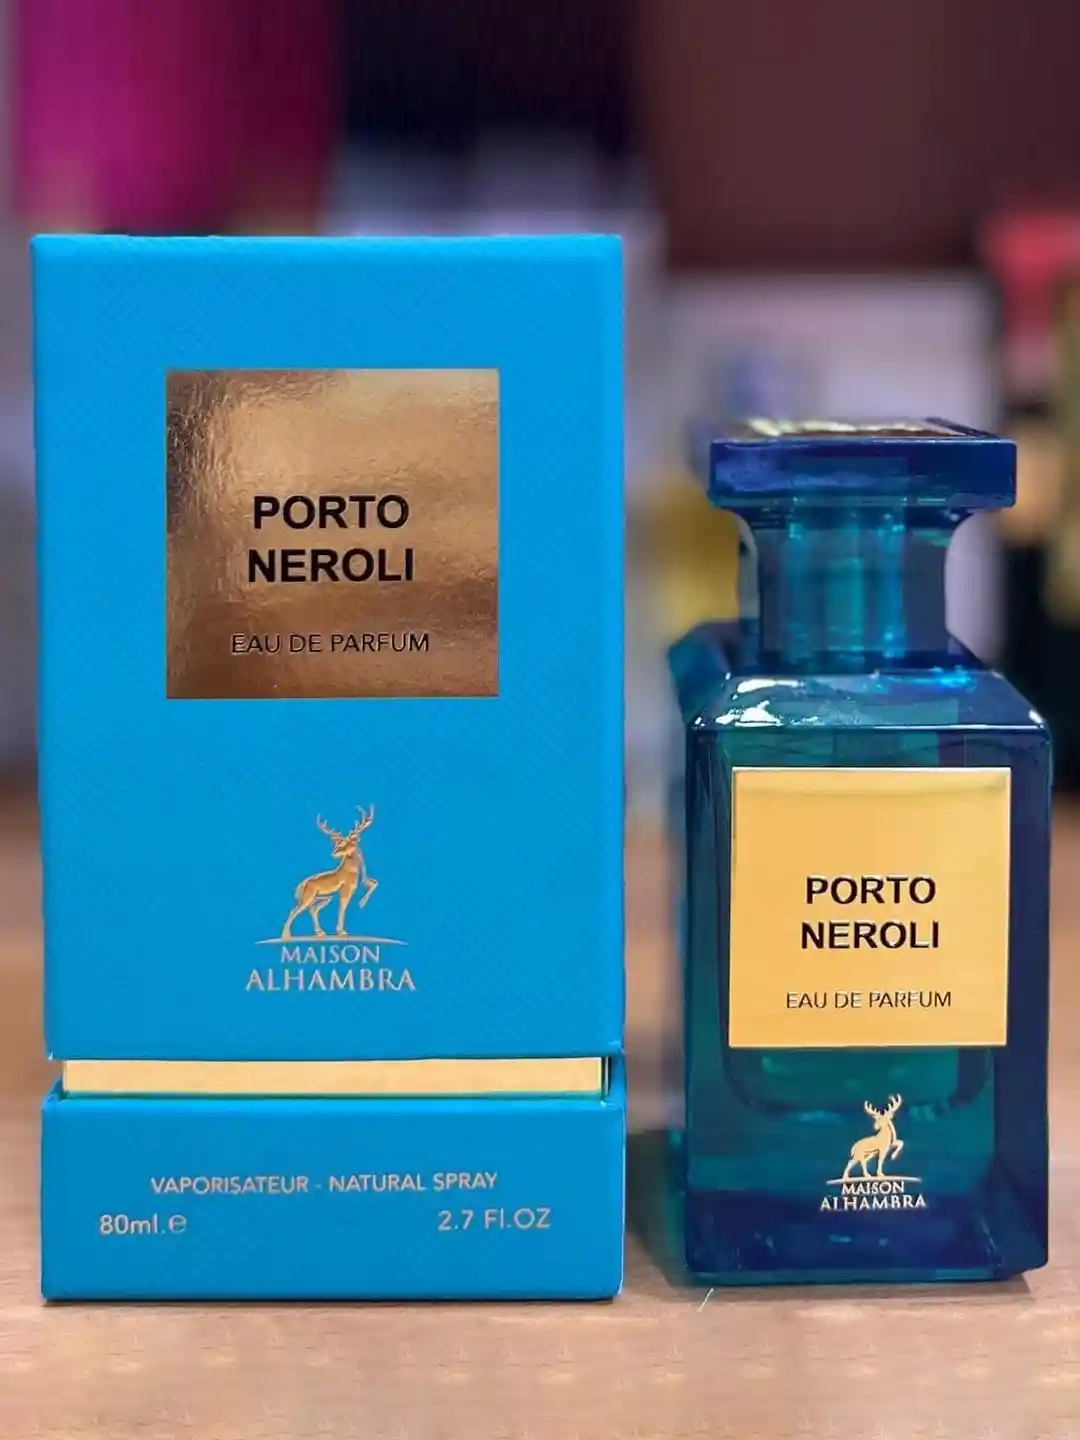 PORTO
NEROLI
EAU DE PARFUM
MAISON
ALHAMBRA
VAPORISATEUR - NATURAL SPRAY
80ml.e
2.7 Fl.OZ
PORTO
NEROLI
EAU DE PARFUM
MAISON
ALHAMBRA